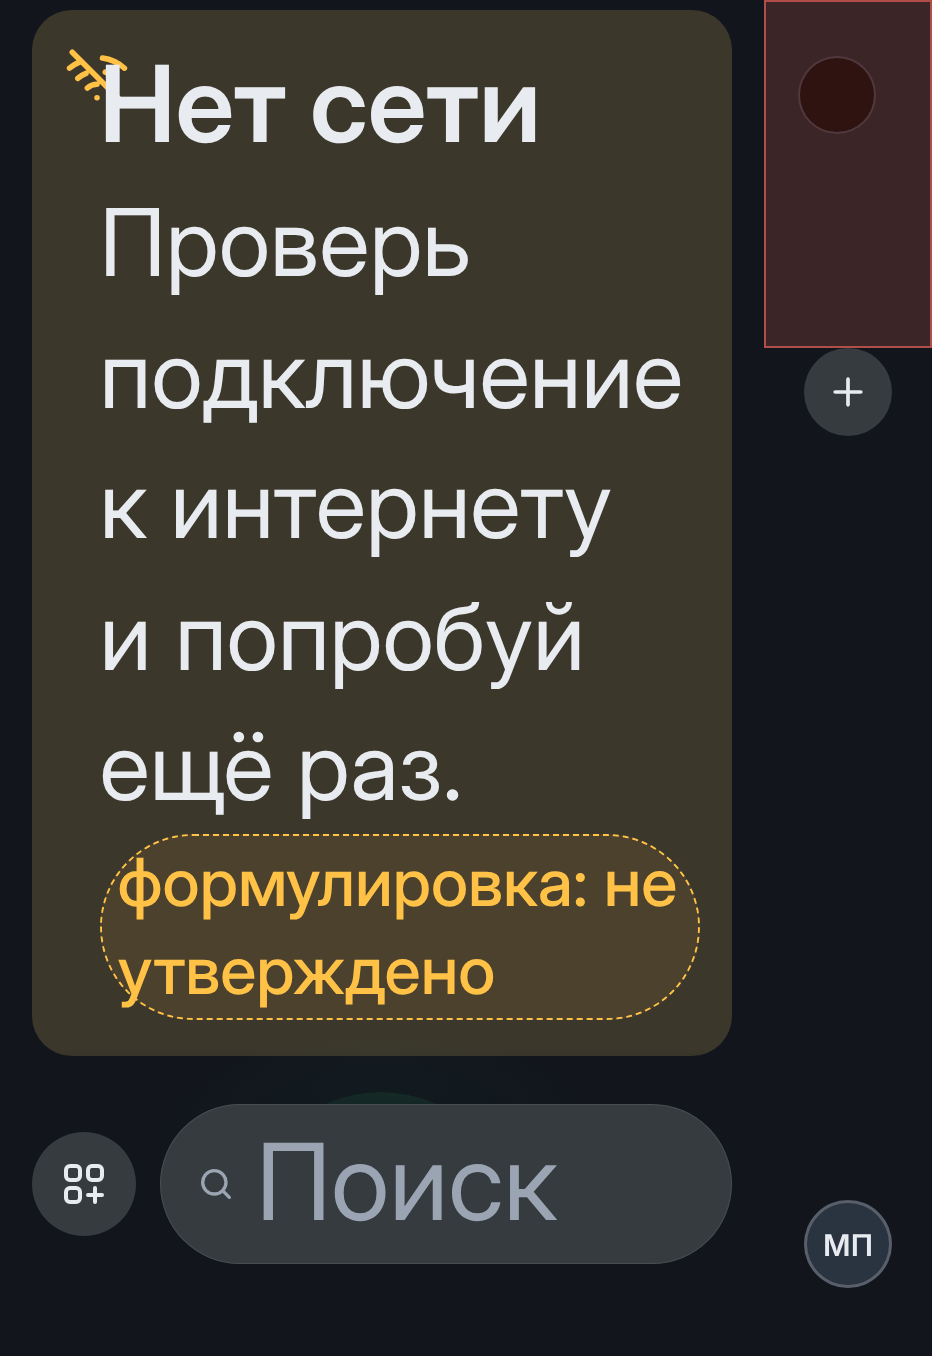 Нет сети
Проверь
подключение
к интернету
и попробуй
ещё раз.
формулировка: не
утверждено
Поиск
МП